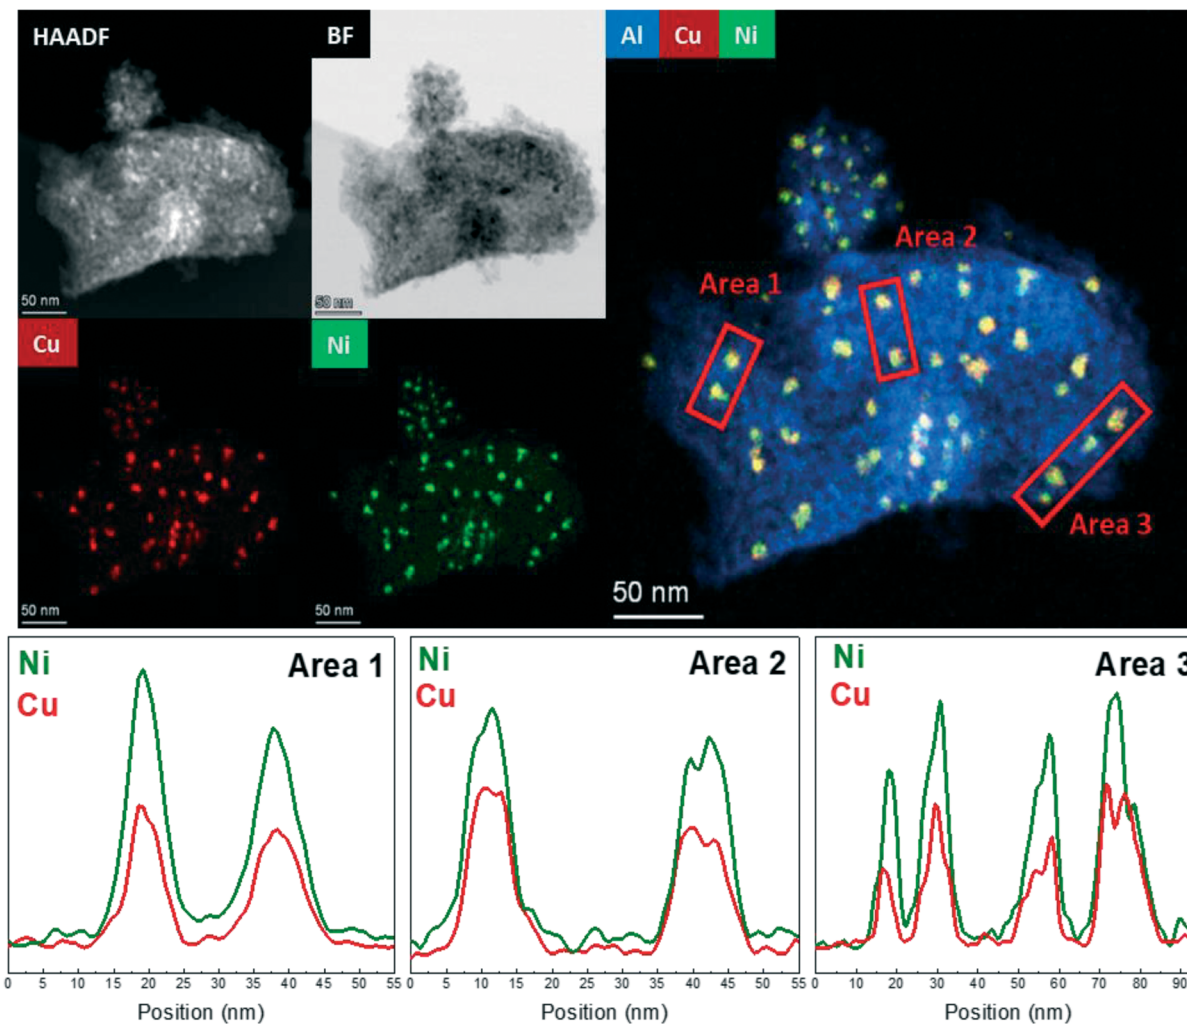 HAADF
BF
Al Cu Ni
Area 2
Area 1
50 nm
50 nm
Cu
Ni
Area 3
50 nm
50 nm
50 nm
Ni
Cu
Area 1
Ni
Cu
Area 2
Ni
Cu
Area 3
0 5 10 15 20 25 30 35 40 45 50 55
0 5 10 15 20 25 30 35 40 45 50 55
0 10 20 30 40 50 60 70 80 90
Position (nm)
Position (nm)
Position (nm)